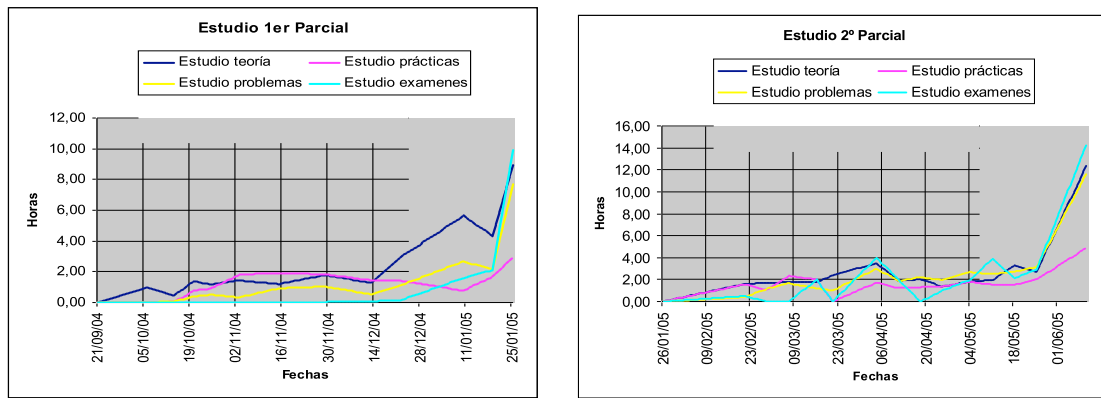 Estudio 1er Parcial
Estudio teoría
Estudio prácticas
Estudio problemas
Estudio examenes
12,00
10,00
8,00
6,00
4,00
2,00
0,00
Horas
21/09/04
05/10/04
19/10/04
02/11/04
16/11/04
30/11/04
14/12/04
28/12/04
11/01/05
25/01/05
Fechas
Estudio 2º Parcial
Estudio teoría
Estudio prácticas
Estudio problemas
Estudio examenes
16,00
14,00
12,00
10,00
8,00
6,00
4,00
2,00
0,00
Horas
26/01/05
09/02/05
23/02/05
09/03/05
23/03/05
06/04/05
20/04/05
04/05/05
18/05/05
01/06/05
Fechas